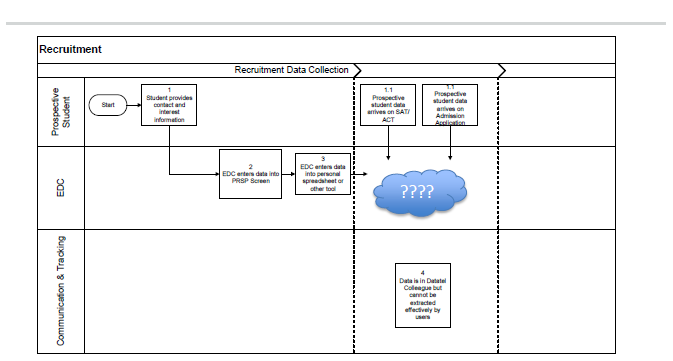 Recruitment
Recruitment Data Collection
Prospective
Student
Start
1
Student provides
contact and
interest
information
1.1
Prospective
student data
arrives on SAT/
ACT
1.1
Prospective
student data
arrives on
Admission
Application
EDC
2
EDC enters data into
PRSP Screen
3
EDC enters data
into personal
spreadsheet or
other tool
????
Communication & Tracking
4
Data is in Datatel
Colleague but
cannot be
extracted
effectively by
users